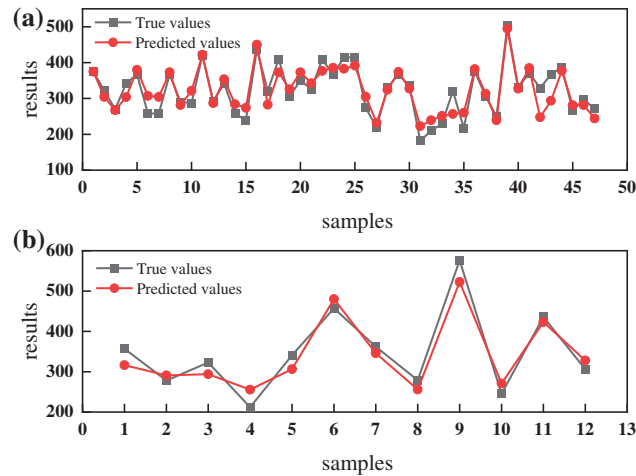 (a)
True values
Predicted values
results
500
400
300
200
100
0 5 10 15 20 25 30 35 40 45 50
samples
(b)
True values
Predicted values
results
600
500
400
300
200
0 1 2 3 4 5 6 7 8 9 10 11 12 13
samples